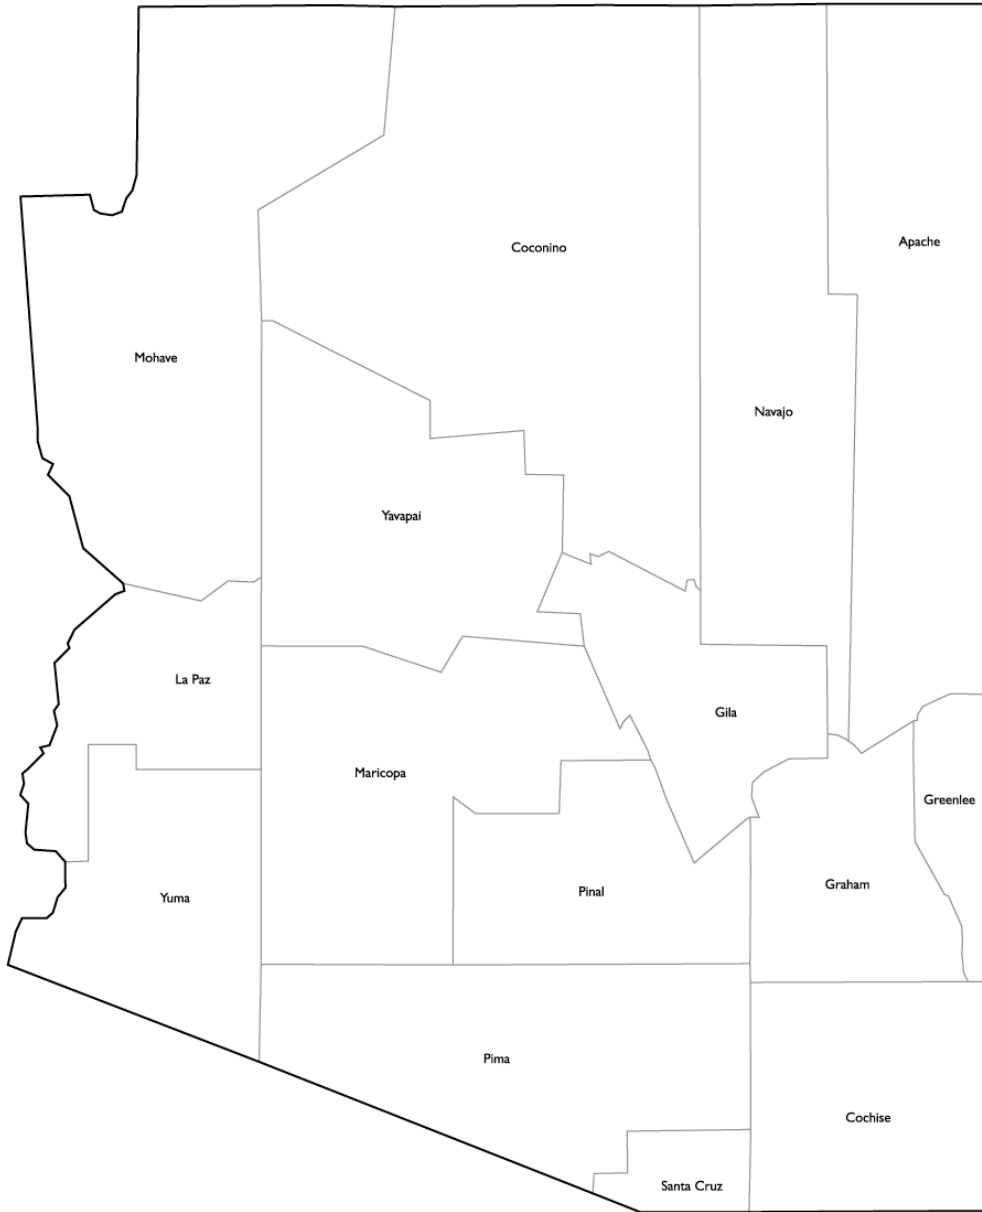 Apache
Coconino
Mohave
Navajo
Yavapai
La Paz
Gila
Maricopa
Greenlee
Graham
Pinal
Yuma
Pima
Cochise
Santa Cruz